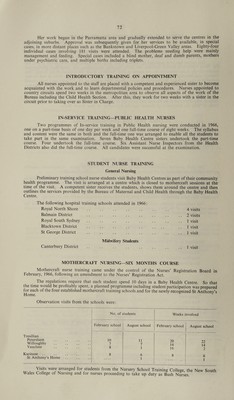 72
Her work began in the Parramatta area and gradually extended to serve the centres in the
adjoining suburbs. Approval was subsequently given for her services to be available, in special
cases, in more distant places such as the Bankstown and Liverpool-Green Valley areas. Eighty-four
individual cases involving 391 visits were attended. The problems needing help were mainly
management and feeding. Special cases included a blind mother, deaf and dumb parents, mothers
under psychiatric care, and multiple births including triplets.
INTRODUCTORY TRAINING ON APPOINTMENT
All nurses appointed to the staff are placed with a competent and experienced sister to become
acquainted with the work and to learn departmental policies and procedures. Nurses appointed to
country circuits spend two weeks in the metropolitan area to observe all aspects of the work of the
Bureau including the Child Health Section. After this, they work for two weeks with a sister in the
circuit prior to taking over as Sister in Charge.
IN-SERVICE TRAINING—PUBLIC HEALTH NURSES
Two programmes of in-service training in Public Health nursing were conducted in 1966,
one on a part-time basis of one day per week and one full-time course of eight weeks. The syllabus
and content were the same in both and the full-time one was arranged to enable all the students to
take part in the same examination. Seven Baby Health Centre sisters undertook the part-time
course. Four undertook the full-time course. Six Assistant Nurse Inspectors from the Health
Districts also did the full-time course. All candidates were successful at the examination.
STUDENT NURSE TRAINING
General Nursing
Preliminary training school nurse students visit Baby Health Centres as part of their community
health programme. The visit is arranged at a centre which is closed to mothercraft sessions at the
time of the visit. A competent sister receives the students, shows them around the centre and then
outlines the services provided by the Bureau of Maternal and Child Health through the Baby Health
Centre.
The following hospital training schools attended in 1966:
Royal North Shore 4 visits
Balmain District 2 visits
Royal South Sydney 1 visit
Blacktown District 1 visit
St George District 1 visit
Midwifery Students
Canterbury District 1 visit
MOTHERCRAFT NURSING—SIX MONTHS COURSE
Mothercraft nurse training came under the control of the Nurses' Registration Board in
February, 1964, following an amendment to the Nurses' Registration Act.
The regulations require that each student spend 10 days in a Baby Health Centre. So that
the time would be profitably spent, a planned programme including student participation was prepared
for each of the four established mothercraft training schools and for the newly recognised St Anthony's
Home.
Observation visits from the schools were:
No. of students Weeks involved
February school August school February school August school
Tresillian—
Petersham
Willoughby
Vaucluse
Karitane
St Anthony's Home
Visits were arranged for students from the Nursery School Training College, the New South
Wales College of Nursing and for nurses proceeding to take up duty as Bush Nurses.